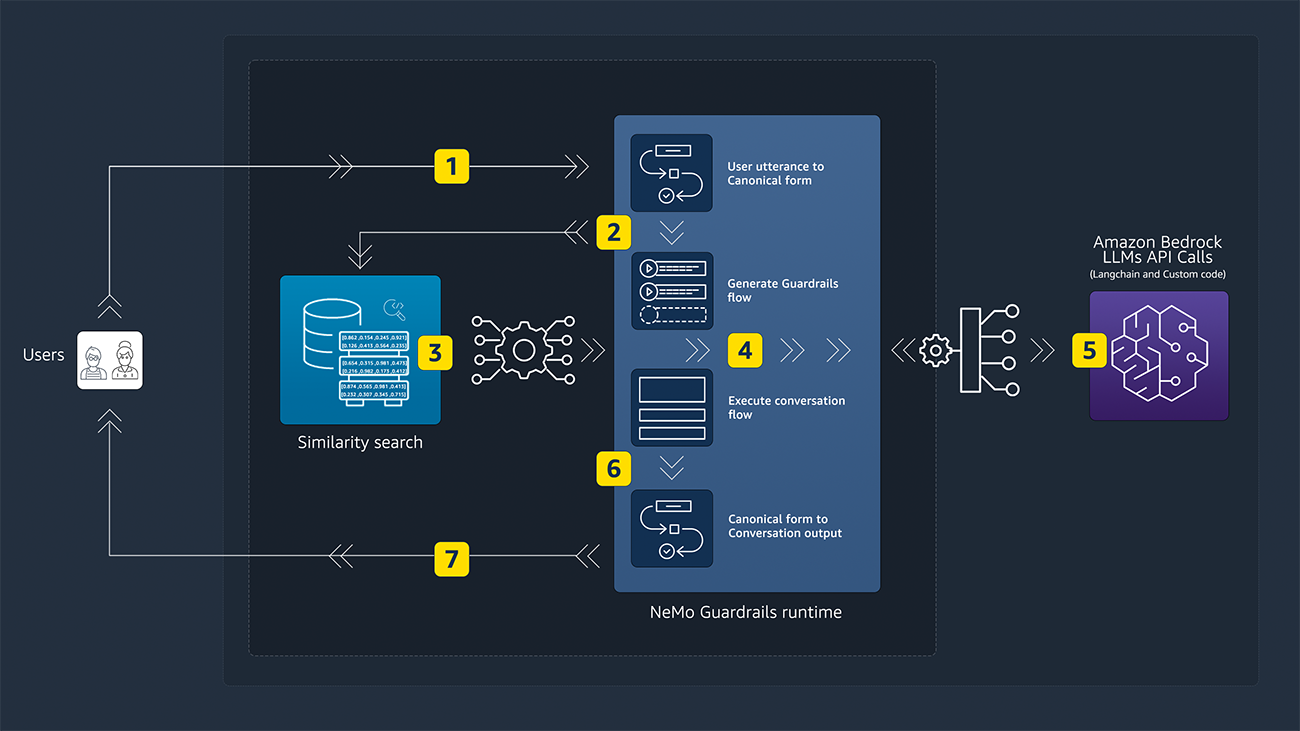 1
User utterance to
Canonical form
2
Generate Guardrails
flow
Amazon Bedrock
LLMs API Calls
(Langchain and Custom code)
Users
[0.862 ,0.154 ,0.245 ,0.921]
[0.126 ,0.413 ,0.564 ,0.235]
[0.654 ,0.315 ,0.981 ,0.473]
[0.216 ,0.982 ,0.173 ,0.412]
[0.874 ,0.565 ,0.981 ,0.413]
[0.232 ,0.307 ,0.345 ,0.715]
3
4
5
Similarity search
Execute conversation
flow
6
Canonical form to
Conversation output
7
NeMo Guardrails runtime